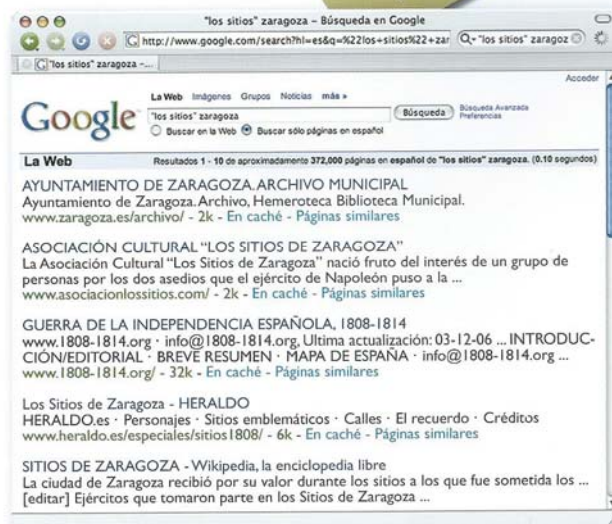 "los sitios" zaragoza – Búsqueda en Google
http://www.google.com/search?hl=es&q=%22los+sitios%22+zar
"los sitios" zaragoz
"los sitios" zaragoza –...
Acceder
Google
La Web Imágenes Grupos Noticias más »
"los sitios" zaragoza
Búsqueda
Búsqueda Avanzada
Preferencias
Buscar en la Web Buscar sólo páginas en español
La Web Resultados 1 - 10 de aproximadamente 372,000 páginas en español de "los sitios" zaragoza. (0.10 segundos)
AYUNTAMIENTO DE ZARAGOZA. ARCHIVO MUNICIPAL
Ayuntamiento de Zaragoza. Archivo, Hemeroteca Biblioteca Municipal.
www.zaragoza.es/archivo/ - 2k - En caché - Páginas similares
ASOCIACIÓN CULTURAL "LOS SITIOS DE ZARAGOZA"
La Asociación Cultural "Los Sitios de Zaragoza" nació fruto del interés de un grupo de
personas por los dos asedios que el ejército de Napoleón puso a la ...
www.asociacionlossitios.com/ - 2k - En caché - Páginas similares
GUERRA DE LA INDEPENDENCIA ESPAÑOLA, 1808-1814
www.1808-1814.org · info@1808-1814.org, Ultima actualización: 03-12-06 ... INTRODUC-
CIÓN/EDITORIAL · BREVE RESUMEN · MAPA DE ESPAÑA · info@1808-1814.org ...
www.1808-1814.org/ - 32k - En caché - Páginas similares
Los Sitios de Zaragoza - HERALDO
HERALDO.es · Personajes · Sitios emblemáticos · Calles · El recuerdo · Créditos
www.heraldo.es/especiales/sitios1808/ - 6k - En caché - Páginas similares
SITIOS DE ZARAGOZA - Wikipedia, la enciclopedia libre
La ciudad de Zaragoza recibió por su valor durante los sitios a los que fue sometida los ...
[editar] Ejércitos que tomaron parte en los Sitios de Zaragoza ...